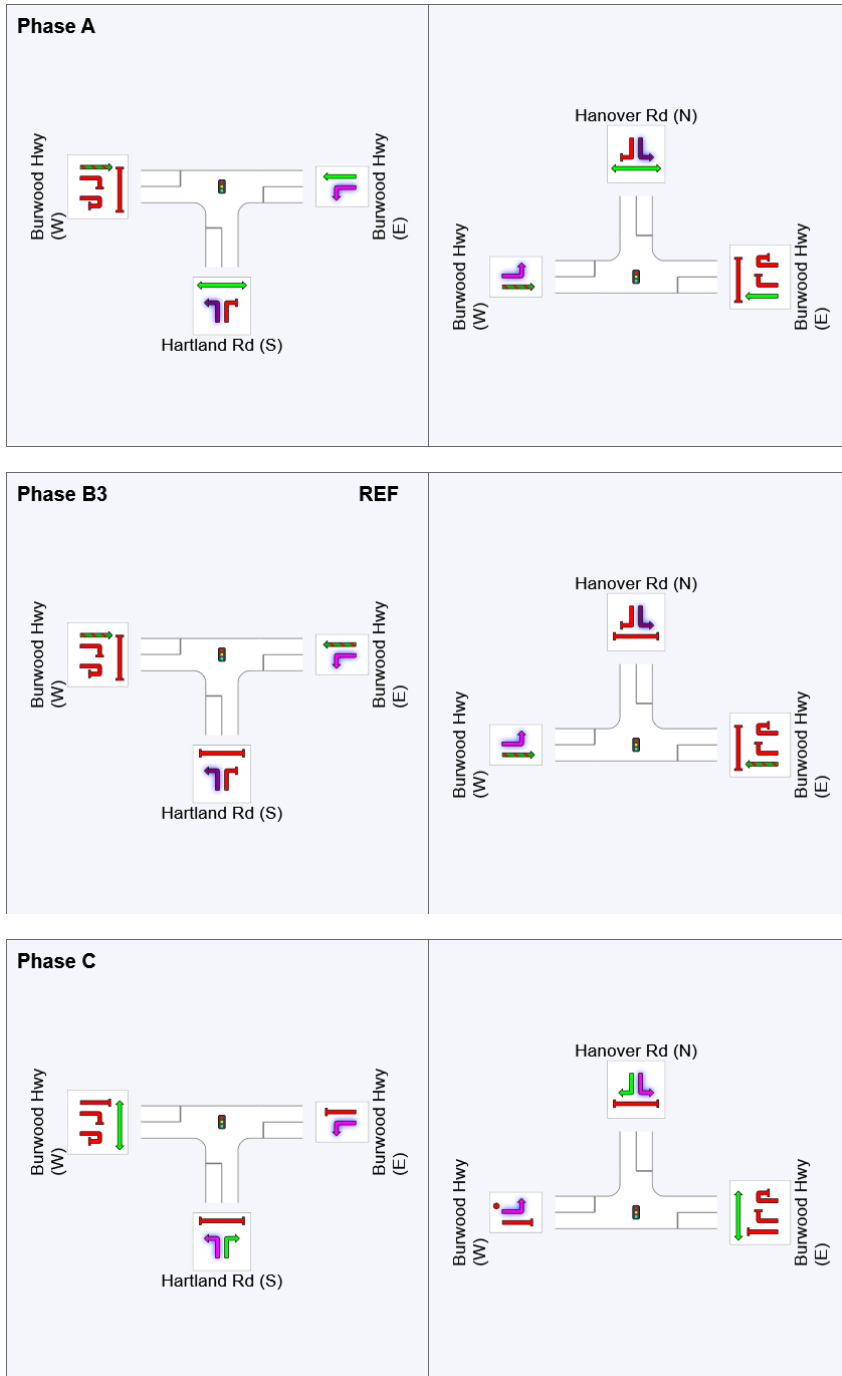 Phase A
Burwood Hwy
(W)
Burwood Hwy
(E)
Hartland Rd (S)
Hanover Rd (N)
Burwood Hwy
(W)
Burwood Hwy
(E)
Phase B3 REF
Burwood Hwy
(W)
Burwood Hwy
(E)
Hartland Rd (S)
Hanover Rd (N)
Burwood Hwy
(W)
Burwood Hwy
(E)
Phase C
Burwood Hwy
(W)
Burwood Hwy
(E)
Hartland Rd (S)
Hanover Rd (N)
Burwood Hwy
(W)
Burwood Hwy
(E)